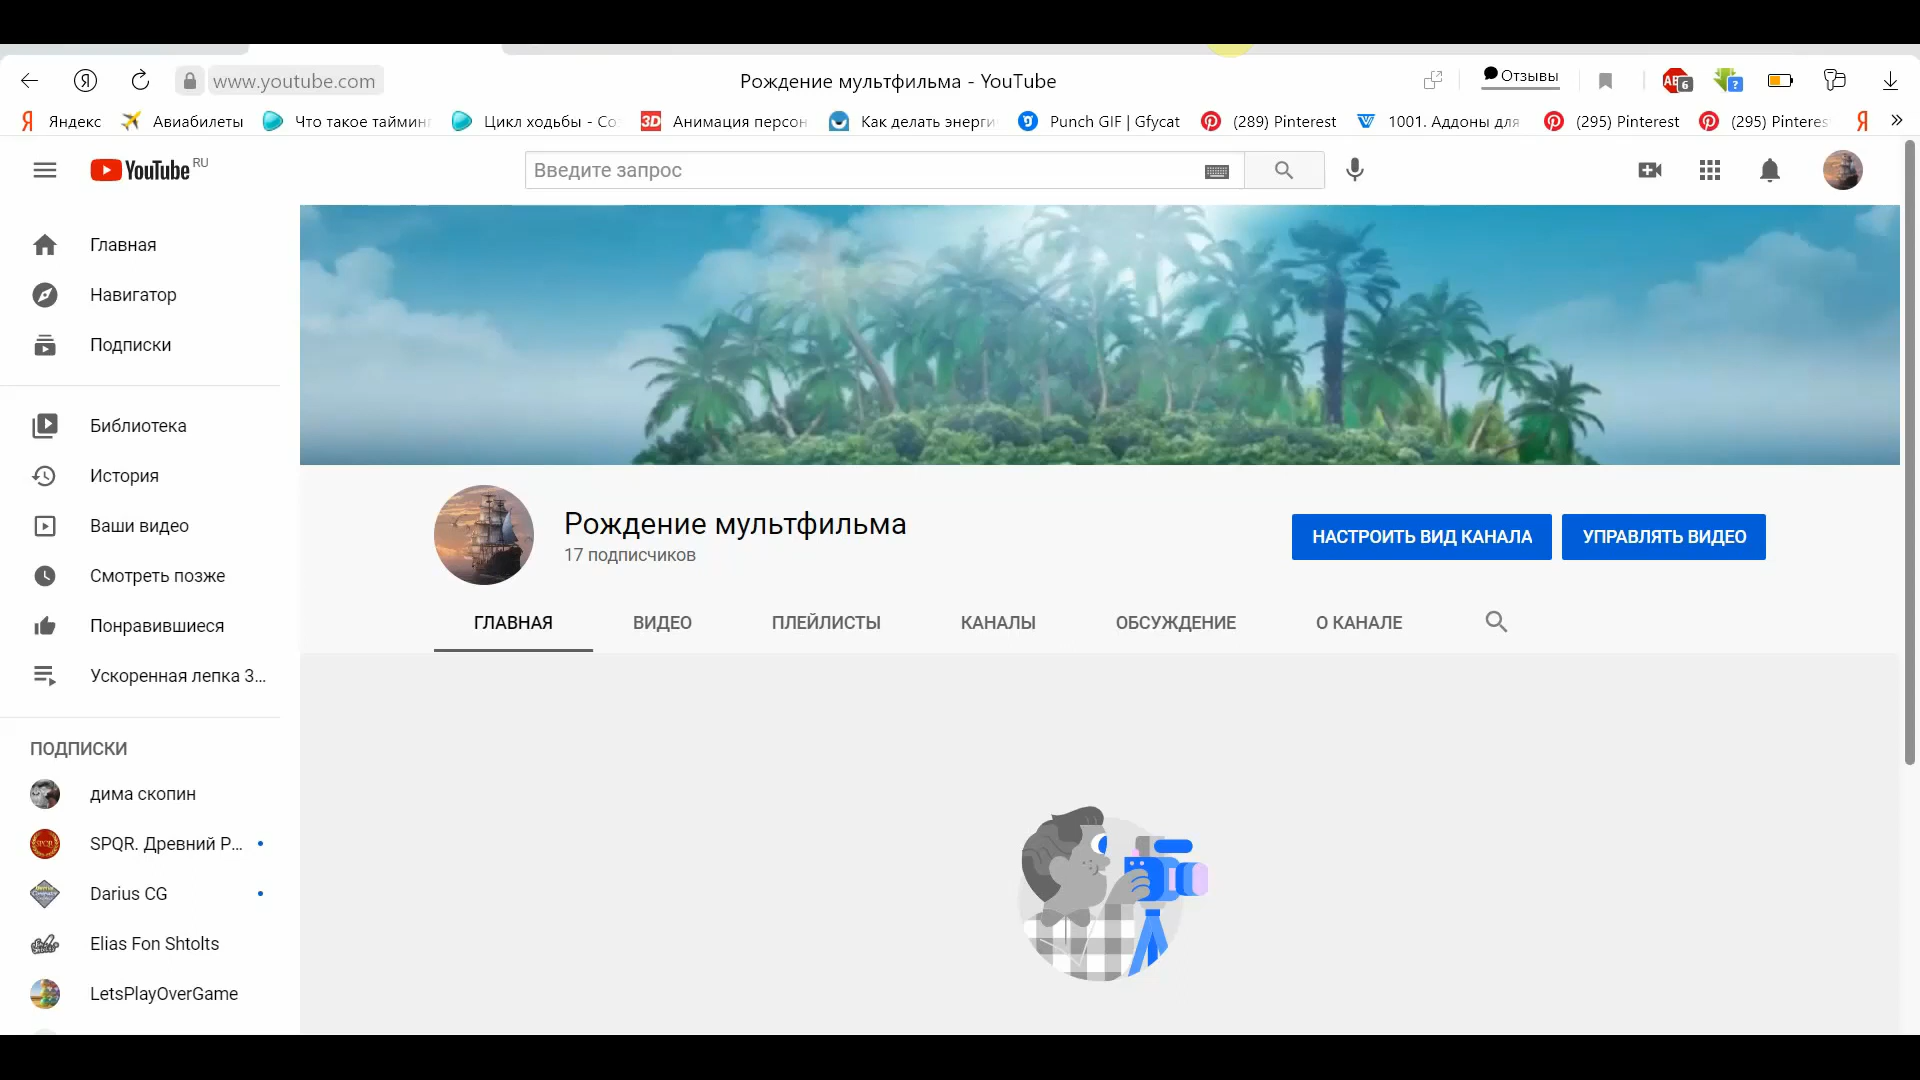 www.youtube.com
Рождение мультфильма - YouTube
Отзывы
6
?
Яндекс
Авиабилеты
Что такое таймин
Цикл ходьбы - Со
3D
Анимация персон
Как делать энерги
Punch GIF | Gfycat
(289) Pinterest
1001. Аддоны для
(295) Pinterest
(295) Pinteres
YouTube RU
Введите запрос
Главная
Навигатор
Подписки
Библиотека
История
Ваши видео
Смотреть позже
Понравившиеся
Ускоренная лепка 3...
ПОДПИСКИ
дима скопин
SPQR. Древний Р...
Darius CG
Elias Fon Shtolts
LetsPlayOverGame
Рождение мультфильма
17 подписчиков
НАСТРОИТЬ ВИД КАНАЛА
УПРАВЛЯТЬ ВИДЕО
ГЛАВНАЯ
ВИДЕО
ПЛЕЙЛИСТЫ
КАНАЛЫ
ОБСУЖДЕНИЕ
О КАНАЛЕ